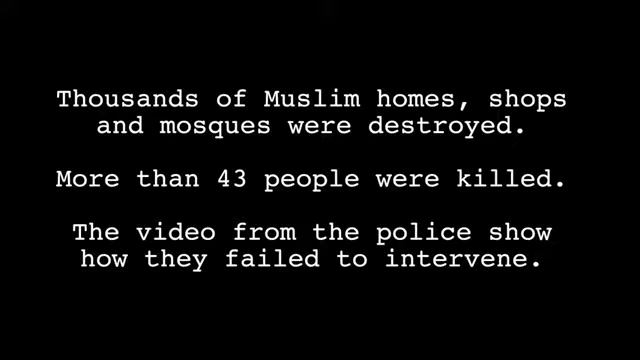 Thousands of Muslim homes, shops
and mosques were destroyed.
More than 43 people were killed.
The video from the police show
how they failed to intervene.